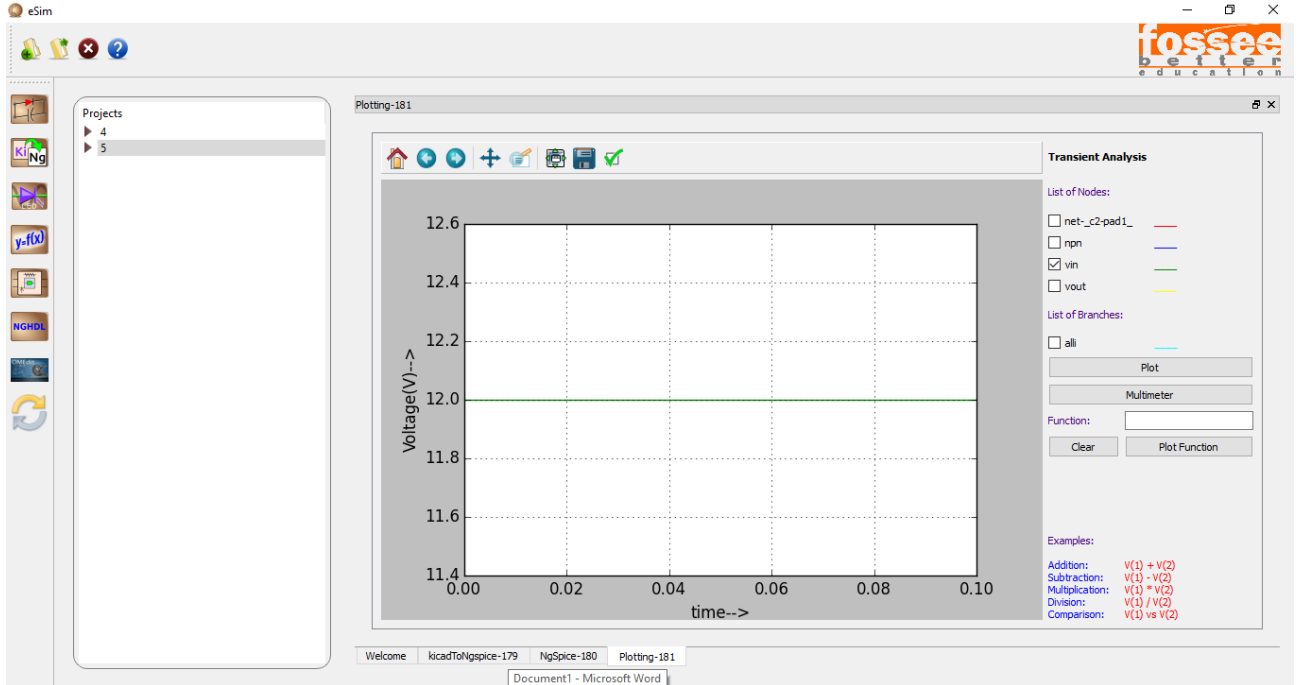 eSim
fossee
better
education
Projects
4
5
Ki Ng
y=f(x)
NGHDL
Plotting-181
12.6
12.4
12.2
12.0
11.8
11.6
11.4
Voltage(V)-->
0.00 0.02 0.04 0.06 0.08 0.10
time-->
Transient Analysis
List of Nodes:
net-_c2-pad1_
npn
vin
vout
List of Branches:
alli
Plot
Multimeter
Function:
Clear Plot Function
Examples:
Addition: V(1) + V(2)
Subtraction: V(1) - V(2)
Multiplication: V(1) * V(2)
Division: V(1) / V(2)
Comparison: V(1) vs V(2)
Welcome kicadToNgspice-179 NgSpice-180 Plotting-181
Document1 - Microsoft Word